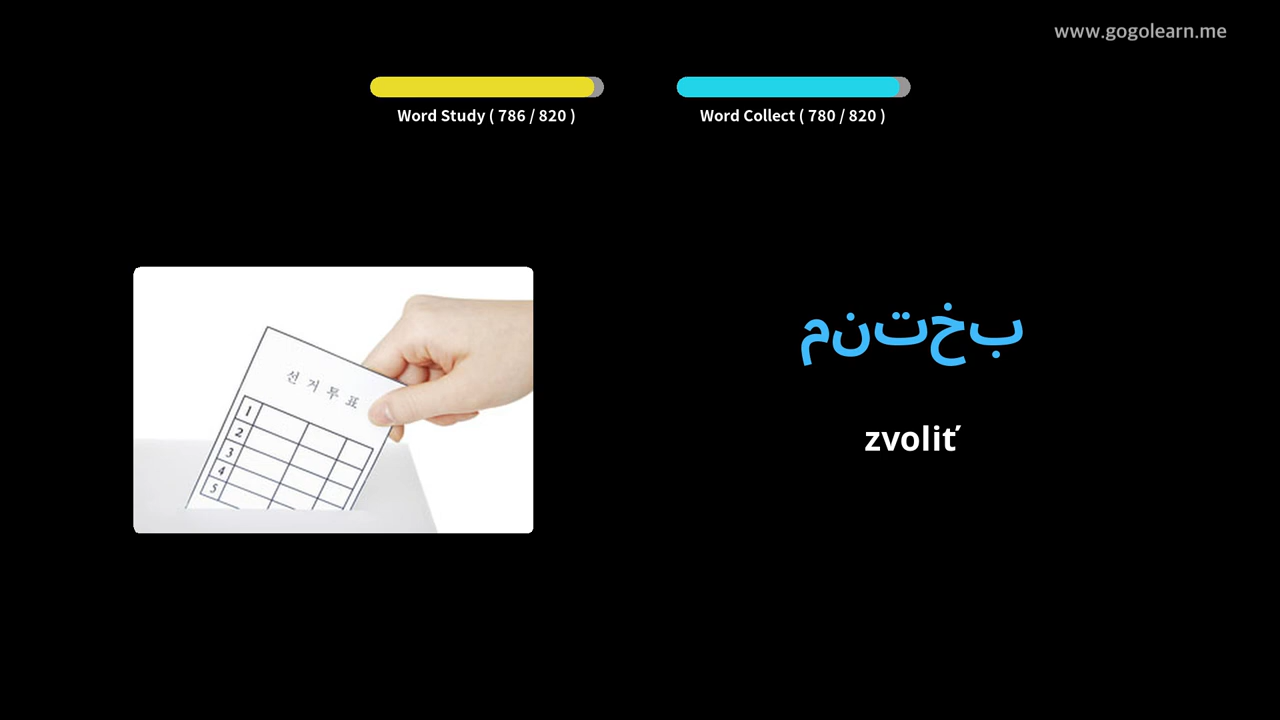 www.gogolearn.me
Word Study ( 786 / 820 )
Word Collect ( 780 / 820 )
선 거 투 표
1
2
3
4
5
بختنم
zvoliť